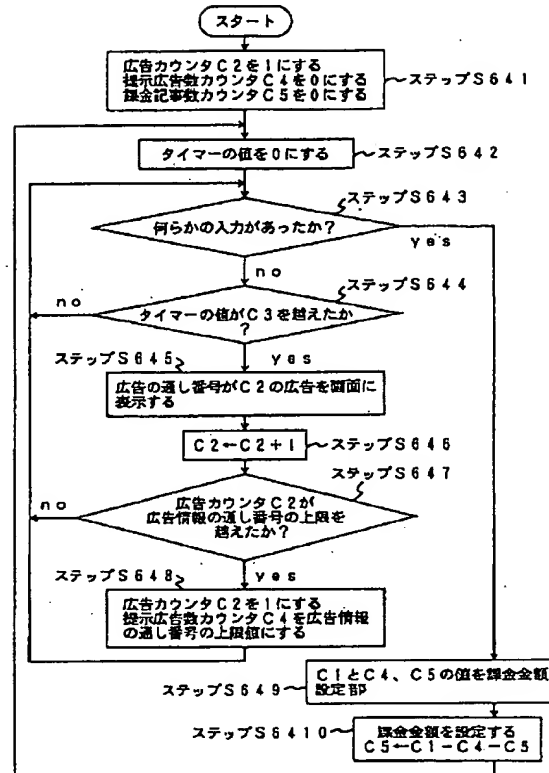 スタート
広告カウンタC2を1にする
提示広告数カウンタC4を0にする
課金記事数カウンタC5を0にする
ステップS641
タイマーの値を0にする
ステップS642
ステップS643
何らかの入力があったか?
yes
no
ステップS644
no
タイマーの値がC3を越えたか
?
ステップS645
yes
広告の通し番号がC2の広告を画面に
表示する
C2←C2+1
ステップS646
ステップS647
no
広告カウンタC2が
広告情報の通し番号の上限を
越えたか?
ステップS648
yes
広告カウンタC2を1にする
提示広告数カウンタC4を広告情報
の通し番号の上限値にする
C1とC4、C5の値を課金金額
設定部
ステップS649
ステップS6410
課金金額を設定する
C5←C1-C4-C5